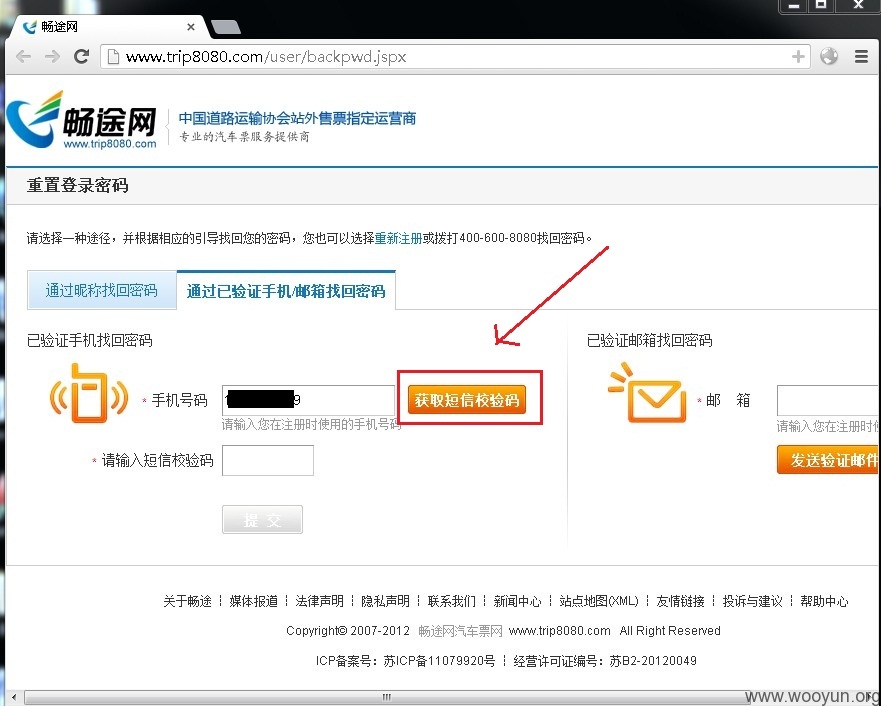 畅途网
www.trip8080.com/user/backpwd.jspx
畅途网
www.trip8080.com
中国道路运输协会站外售票指定运营商
专业的汽车票服务提供商
重置登录密码
请选择一种途径，并根据相应的引导找回您的密码，您也可以选择重新注册或拨打400-600-8080找回密码。
通过昵称找回密码 通过已验证手机/邮箱找回密码
已验证手机找回密码
* 手机号码 1 9 获取短信校验码
请输入您在注册时使用的手机号码
* 请输入短信校验码
提 交
已验证邮箱找回密码
* 邮 箱
请输入您在注册时
发送验证邮件
关于畅途 媒体报道 法律声明 隐私声明 联系我们 新闻中心 站点地图(XML) 友情链接 投诉与建议 帮助中心
Copyright© 2007-2012 畅途网汽车票网 www.trip8080.com All Right Reserved
ICP备案号：苏ICP备11079920号 经营许可证编号：苏B2-20120049
www.wooyun.org